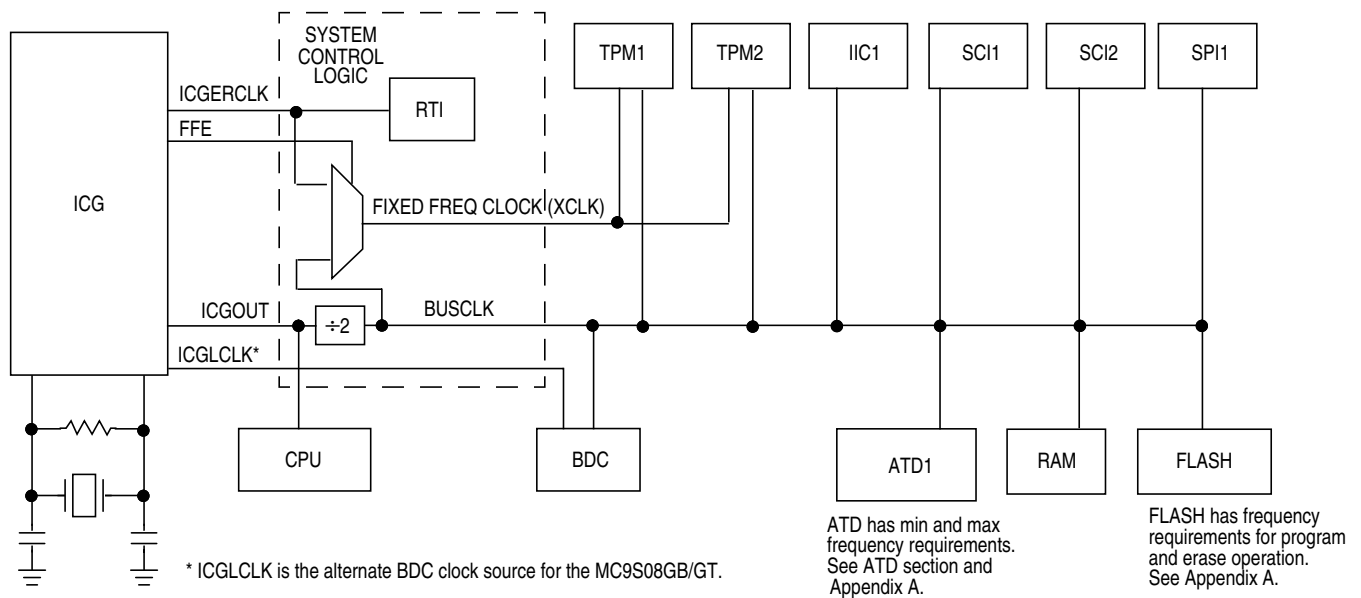 SYSTEM
CONTROL
LOGIC
TPM1
TPM2
IIC1
SCI1
SCI2
SPI1
ICGERCLK
RTI
FFE
ICG
FIXED FREQ CLOCK (XCLK)
ICGOUT
÷2
BUSCLK
ICGLCLK*
CPU
BDC
ATD1
RAM
FLASH
ATD has min and max
frequency requirements.
See ATD section and
Appendix A.
FLASH has frequency
requirements for program
and erase operation.
See Appendix A.
* ICGLCLK is the alternate BDC clock source for the MC9S08GB/GT.